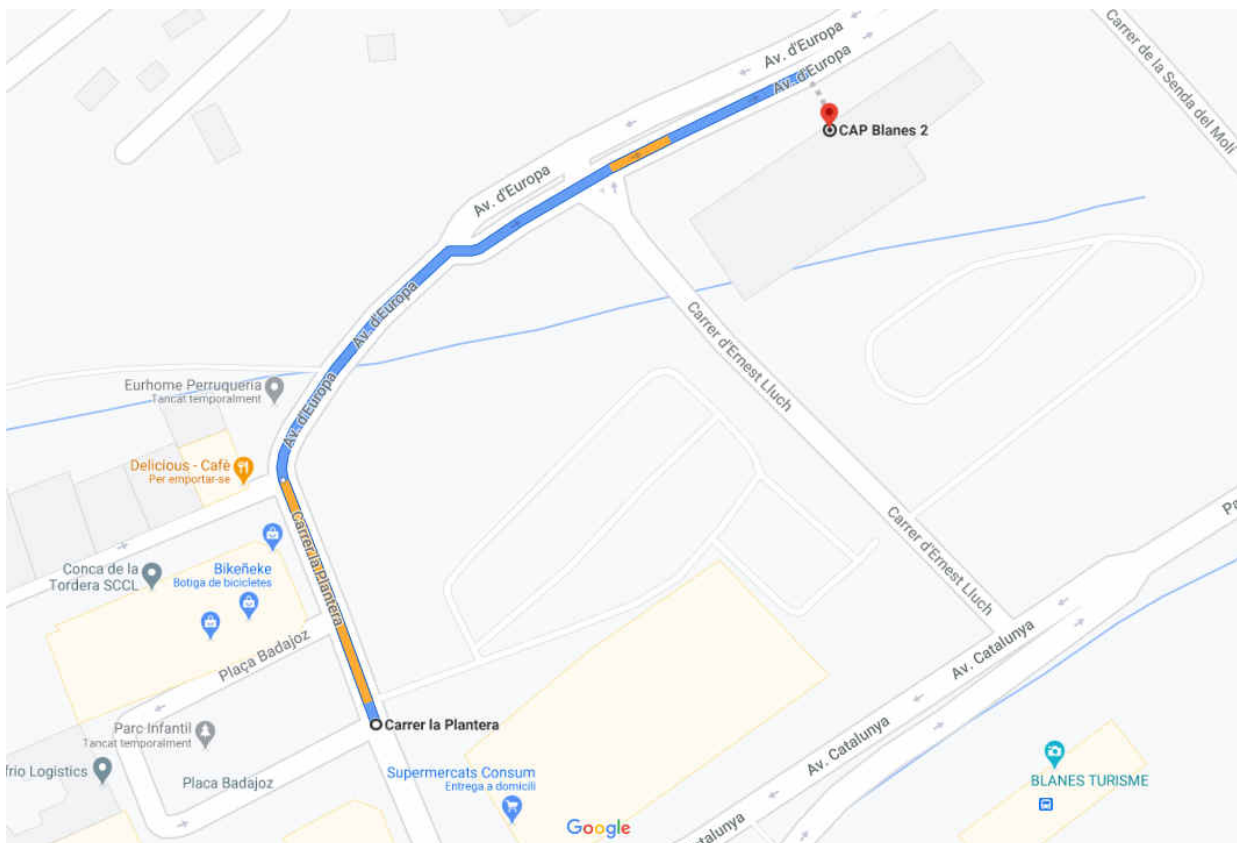 Av. d'Europa
Av. d'Europa
Carrer de la Senda del Molí
CAP Blanes 2
Av. d'Europa
Av. d'Europa
Carrer d'Ernest Lluch
Eurhome Perruqueria
Tancat temporalment
Av. d'Europa
Delicious - Cafè
Per emportar-se
Carrer la Plantera
Carrer d'Ernest Lluch
Conca de la
Tordera SCCL
Bikeñeke
Botiga de bicicletes
Plaça Badajoz
Av. Catalunya
Parc Infantil
Tancat temporalment
Carrer la Plantera
frio Logistics
Placa Badajoz
Supermercats Consum
Entrega a domicili
Av. Catalunya
BLANES TURISME
Google